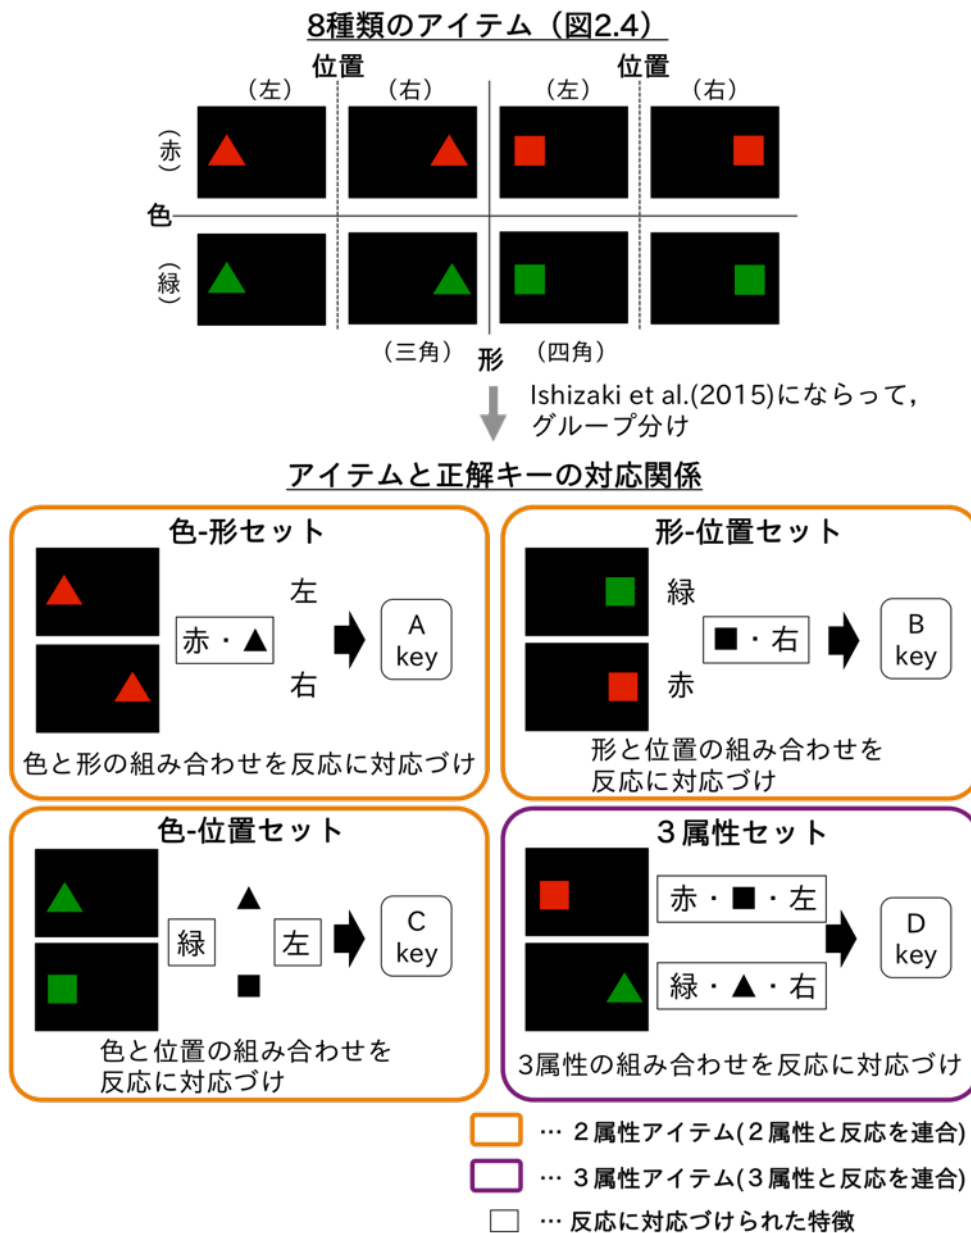 8種類のアイテム（図2.4）
位置 位置
（左） （右） （左） （右）
（赤）
色
（緑）
（三角） 形 （四角）
Ishizaki et al.(2015)にならって，
グループ分け
アイテムと正解キーの対応関係
色-形セット
左
赤・▲
A
key
右
色と形の組み合わせを反応に対応づけ
形-位置セット
緑
■・右
B
key
赤
形と位置の組み合わせを
反応に対応づけ
色-位置セット
▲
緑 左
C
key
■
色と位置の組み合わせを
反応に対応づけ
３属性セット
赤・■・左
D
key
緑・▲・右
3属性の組み合わせを反応に対応づけ
… ２属性アイテム(２属性と反応を連合)
… ３属性アイテム(３属性と反応を連合)
… 反応に対応づけられた特徴